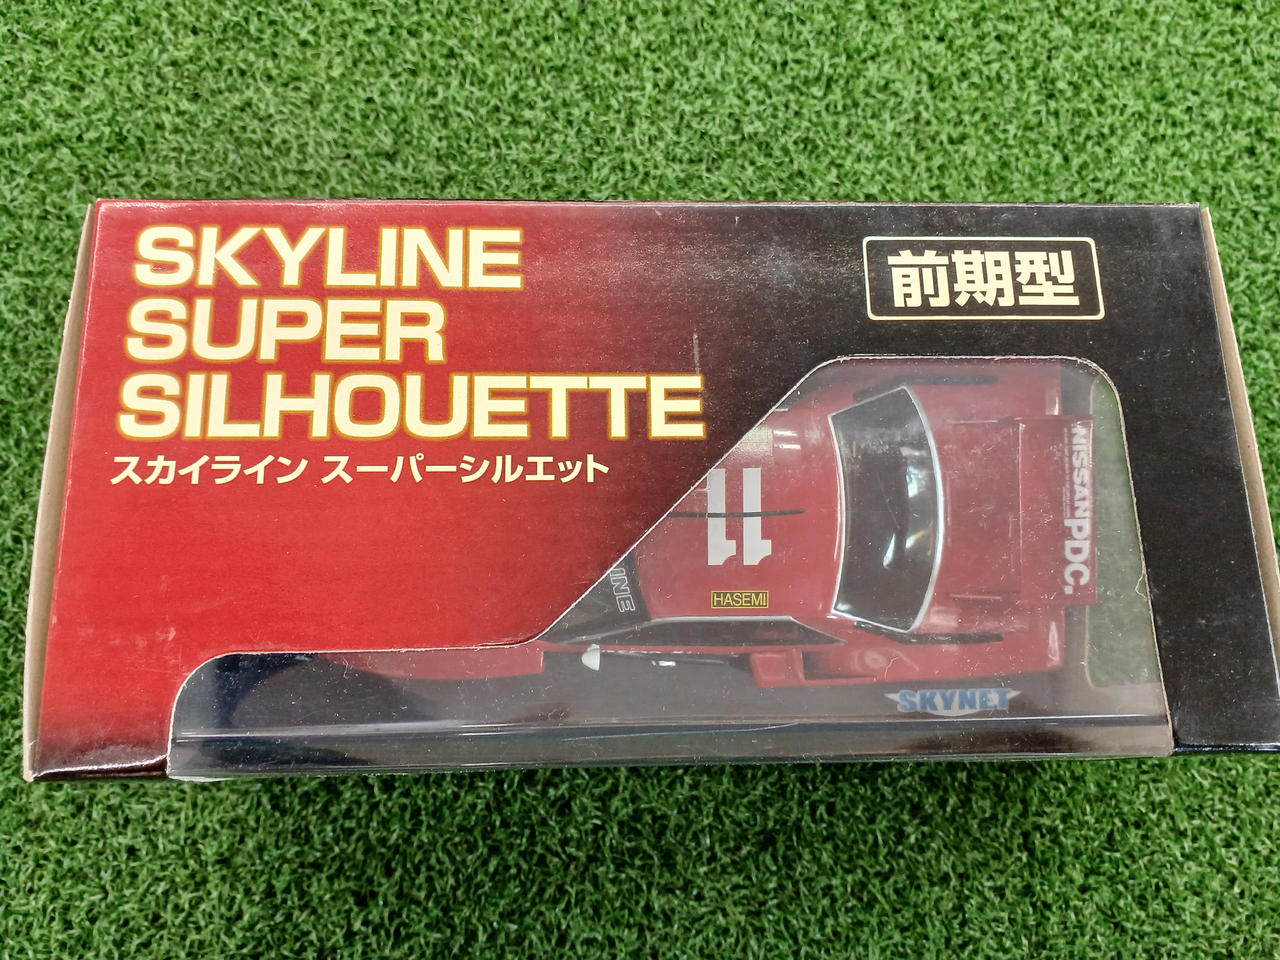 SKYLINE
SUPER
SILHOUETTE
スカイライン スーパーシルエット
前期型
11
HASEMI
NISSAN PDC.
SKYNET